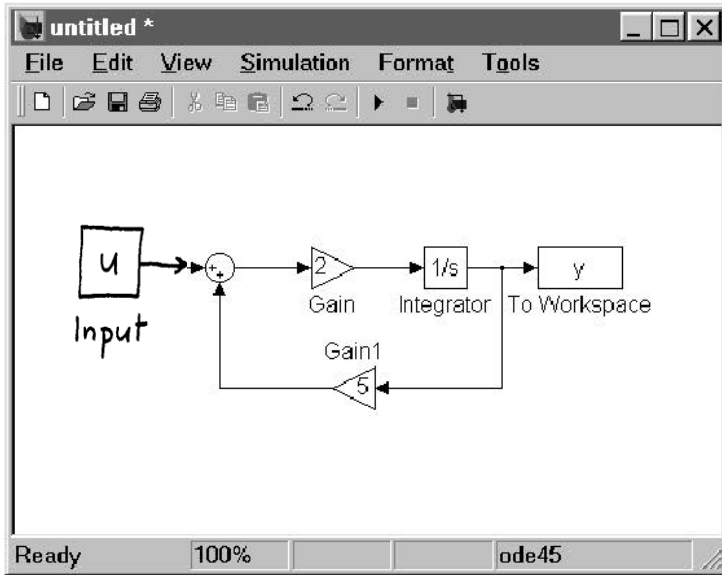 untitled *
File Edit View Simulation Format Tools
u
Input
++
2
Gain
1/s
Integrator
y
To Workspace
Gain1
5
Ready 100% ode45